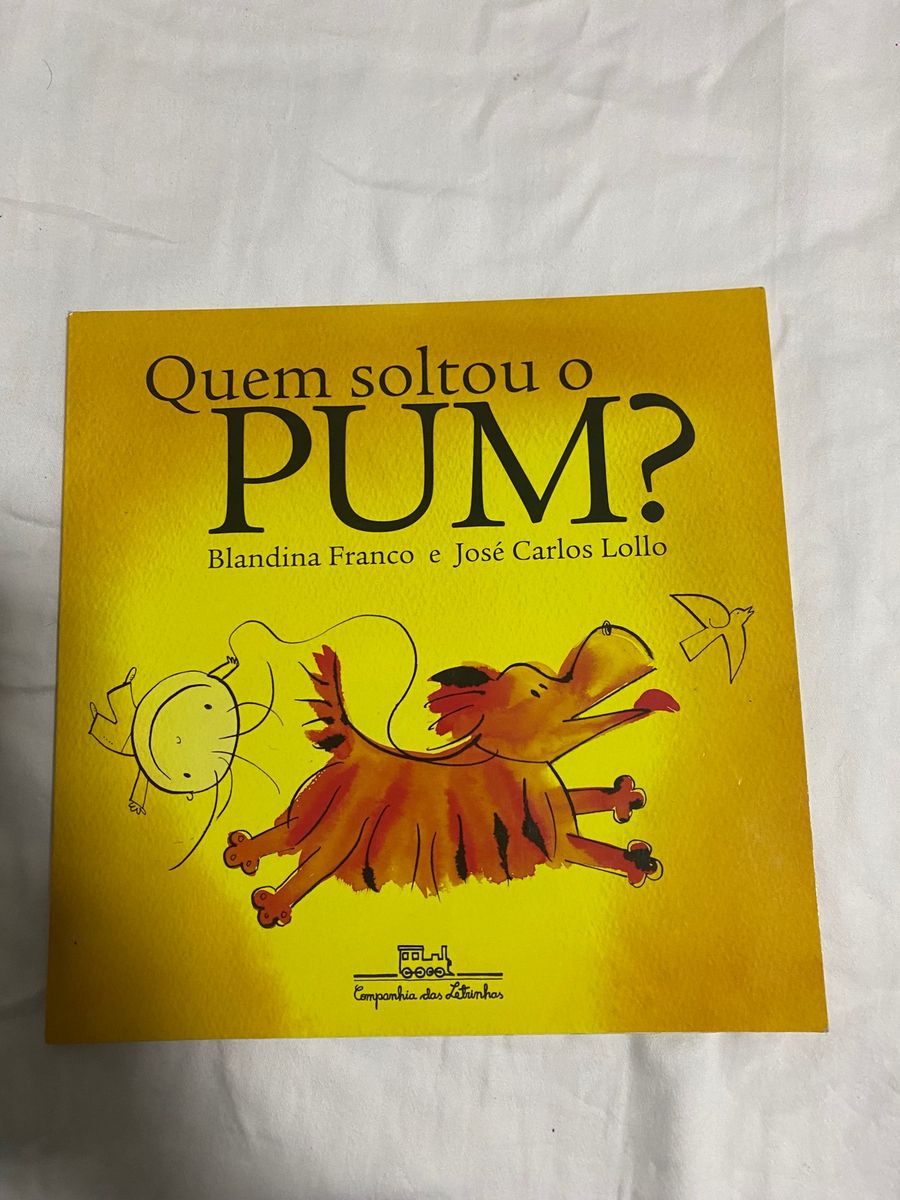 Quem soltou o
PUM?
Blandina Franco e José Carlos Lollo
Companhia das Letrinhas